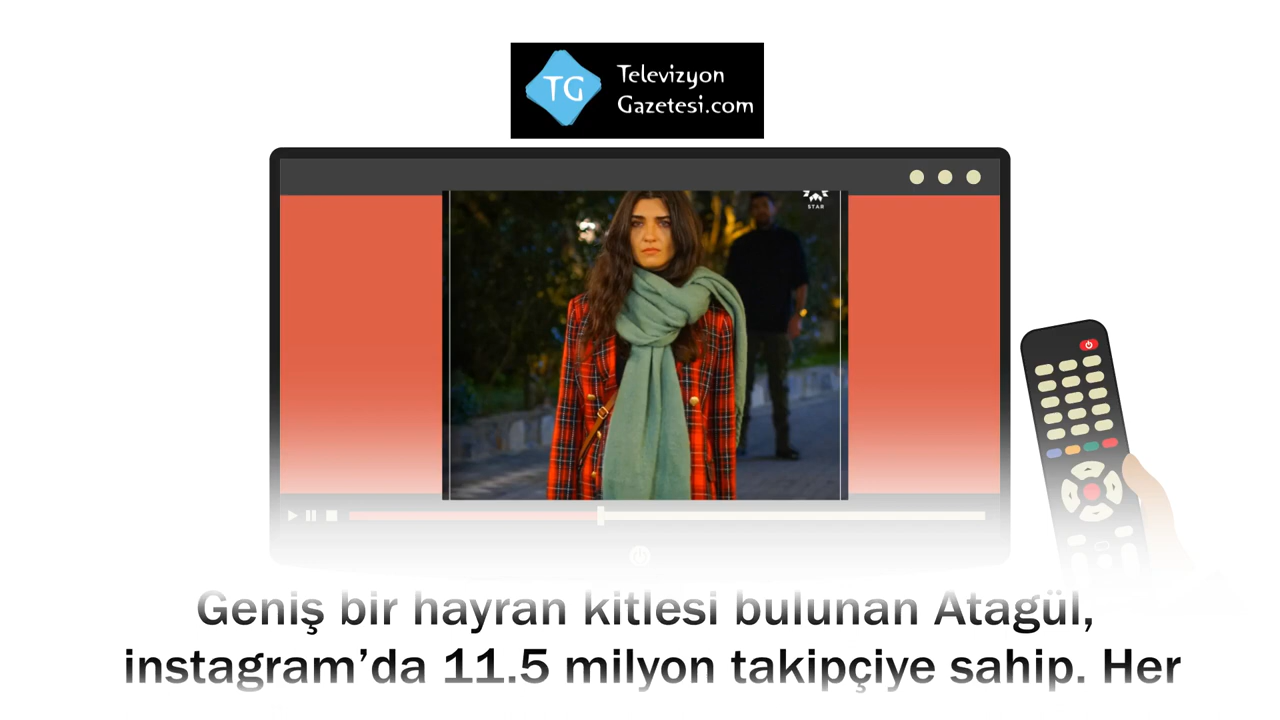 TG
Televizyon
Gazetesi.com
STAR
Geniş bir hayran kitlesi bulunan Atagül,
instagram’da 11.5 milyon takipçiye sahip. Her